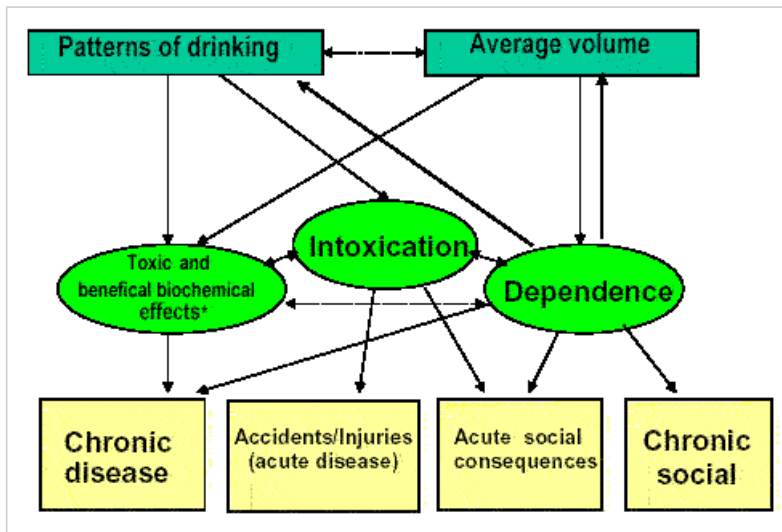 Patterns of drinking
Average volume
Intoxication
Toxic and
benefical biochemical
effects*
Dependence
Chronic
disease
Accidents/Injuries
(acute disease)
Acute social
consequences
Chronic
social